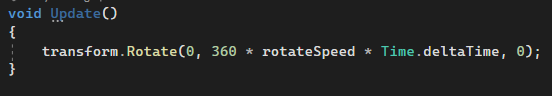 void Update()
{
transform.Rotate(0, 360 * rotateSpeed * Time.deltaTime, 0);
}